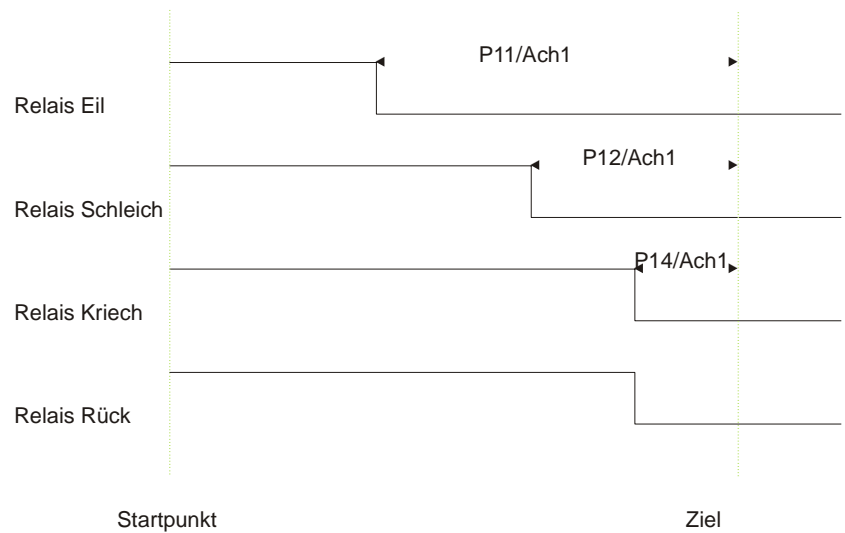 P11/Ach1
Relais Eil
P12/Ach1
Relais Schleich
P14/Ach1
Relais Kriech
Relais Rück
Startpunkt Ziel